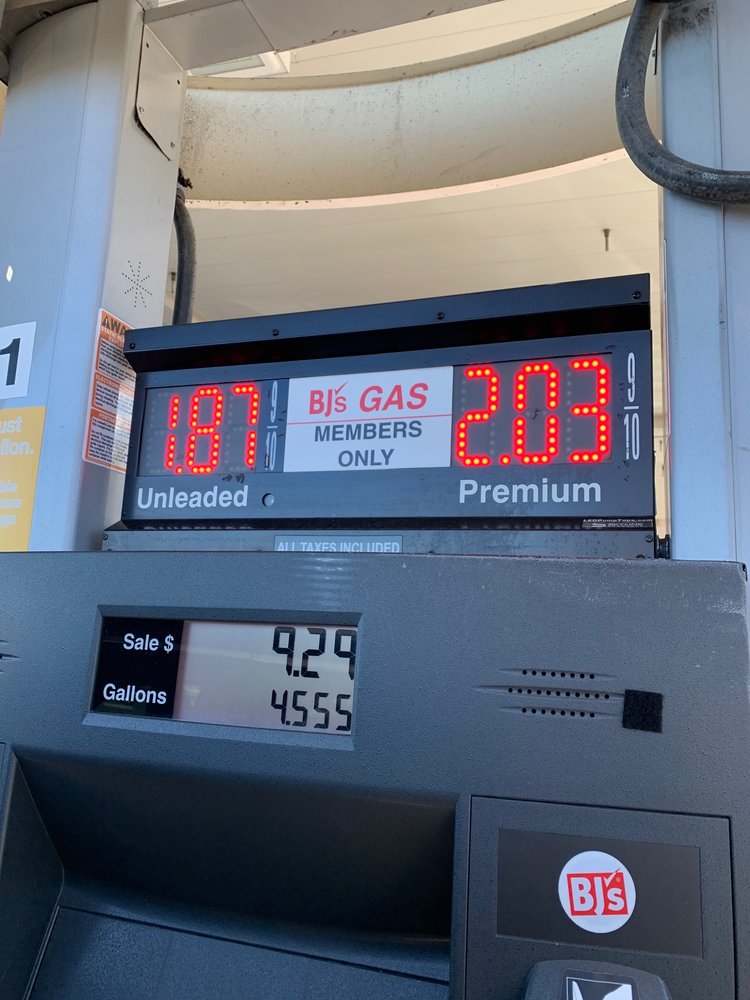 AWA
1
1.87 9/10
BJ's GAS
MEMBERS
ONLY
2.03 9/10
Unleaded
Premium
ALL TAXES INCLUDED
Sale $ 9.29
Gallons 4.555
BJ's